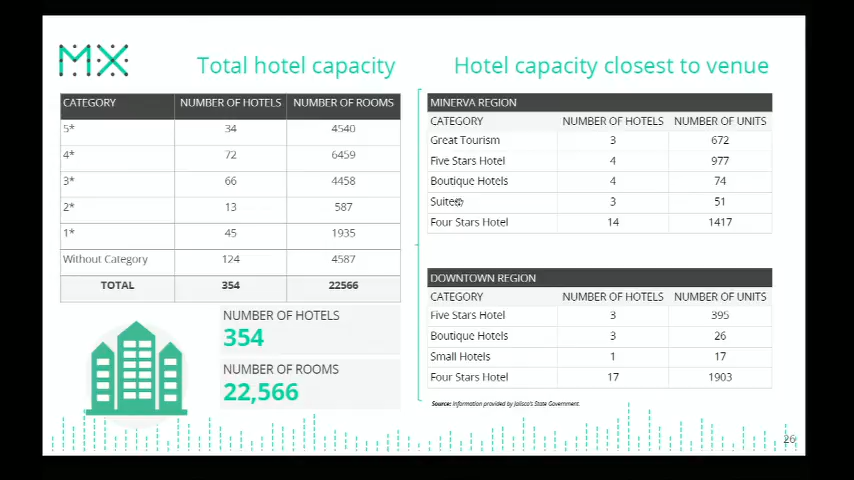 MX
Total hotel capacity
CATEGORY NUMBER OF HOTELS NUMBER OF ROOMS
5* 34 4540
4* 72 6459
3* 66 4458
2* 13 587
1* 45 1935
Without Category 124 4587
TOTAL 354 22566
NUMBER OF HOTELS
354
NUMBER OF ROOMS
22,566
Hotel capacity closest to venue
MINERVA REGION
CATEGORY NUMBER OF HOTELS NUMBER OF UNITS
Great Tourism 3 672
Five Stars Hotel 4 977
Boutique Hotels 4 74
Suites 3 51
Four Stars Hotel 14 1417
DOWNTOWN REGION
CATEGORY NUMBER OF HOTELS NUMBER OF UNITS
Five Stars Hotel 3 395
Boutique Hotels 3 26
Small Hotels 1 17
Four Stars Hotel 17 1903
Source: Information provided by Jalisco's State Government.
26